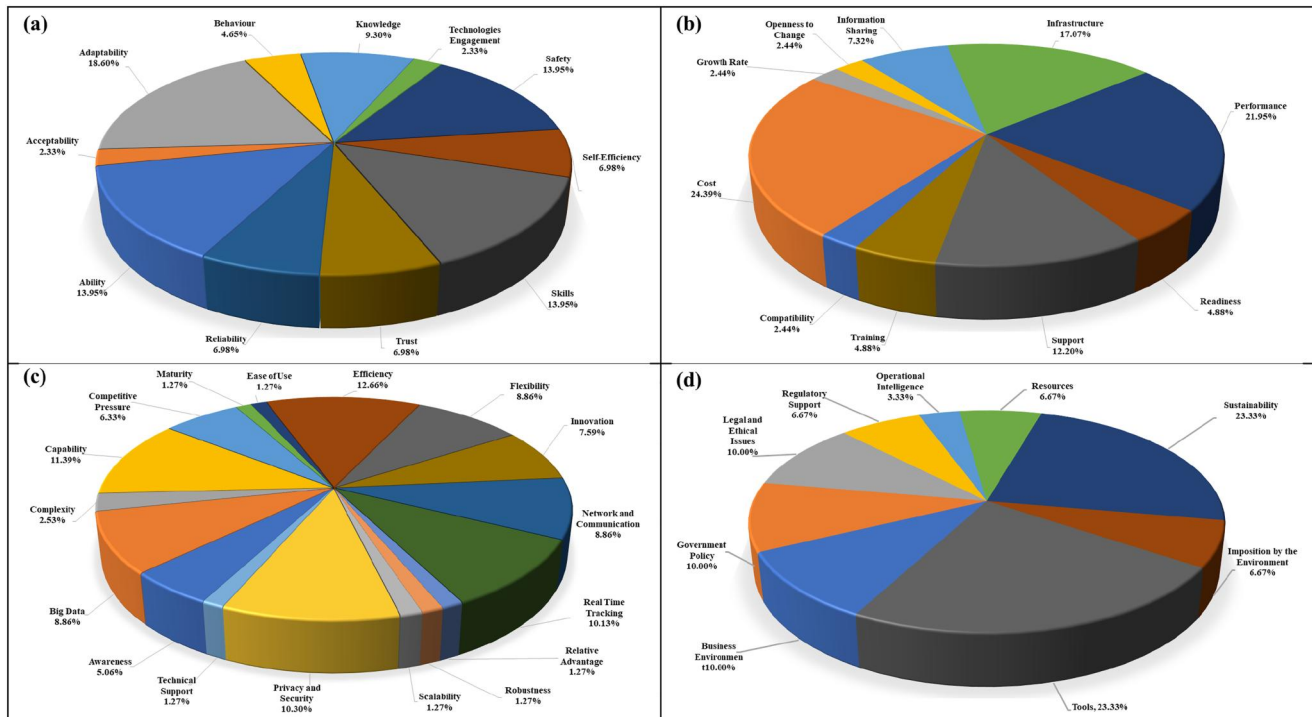 (a)
Behaviour
4.65%
Knowledge
9.30%
Technologies
Engagement
2.33%
Safety
13.95%
Self-Efficiency
6.98%
Skills
13.95%
Trust
6.98%
Reliability
6.98%
Ability
13.95%
Acceptability
2.33%
Adaptability
18.60%
(b)
Openness to
Change
2.44%
Information
Sharing
7.32%
Infrastructure
17.07%
Performance
21.95%
Readiness
4.88%
Support
12.20%
Training
4.88%
Compatibility
2.44%
Cost
24.39%
Growth Rate
2.44%
(c)
Maturity
1.27%
Ease of Use
1.27%
Efficiency
12.66%
Flexibility
8.86%
Innovation
7.59%
Network and
Communication
8.86%
Real Time
Tracking
10.13%
Relative
Advantage
1.27%
Robustness
1.27%
Scalability
1.27%
Privacy and
Security
10.30%
Technical
Support
1.27%
Awareness
5.06%
Big Data
8.86%
Complexity
2.53%
Capability
11.39%
Competitive
Pressure
6.33%
(d)
Regulatory
Support
6.67%
Operational
Intelligence
3.33%
Resources
6.67%
Sustainability
23.33%
Imposition by the
Environment
6.67%
Tools, 23.33%
Business
Environmen
t10.00%
Government
Policy
10.00%
Legal and
Ethical
Issues
10.00%